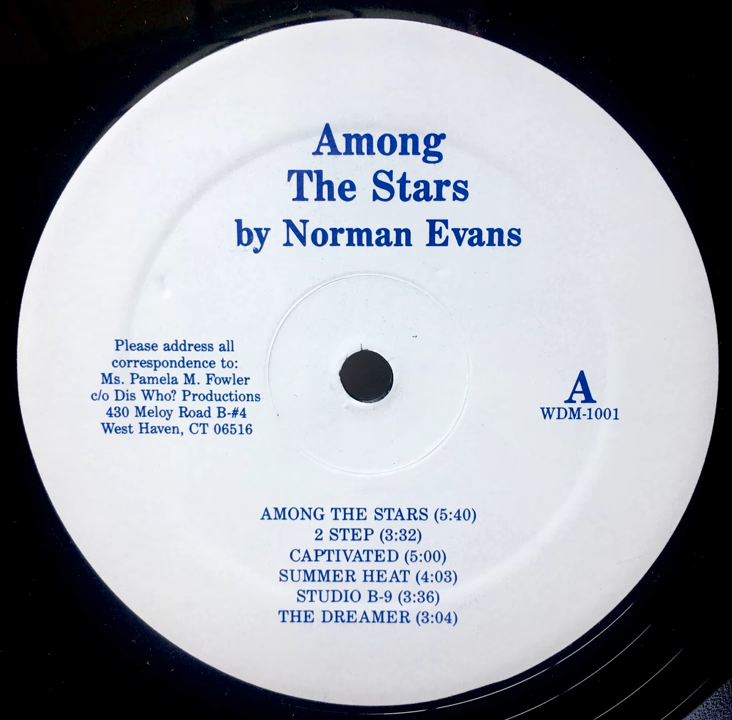 Among
The Stars
by Norman Evans
Please address all
correspondence to:
Ms. Pamela M. Fowler
c/o Dis Who? Productions
430 Meloy Road B-#4
West Haven, CT 06516
A
WDM-1001
AMONG THE STARS (5:40)
2 STEP (3:32)
CAPTIVATED (5:00)
SUMMER HEAT (4:03)
STUDIO B-9 (3:36)
THE DREAMER (3:04)